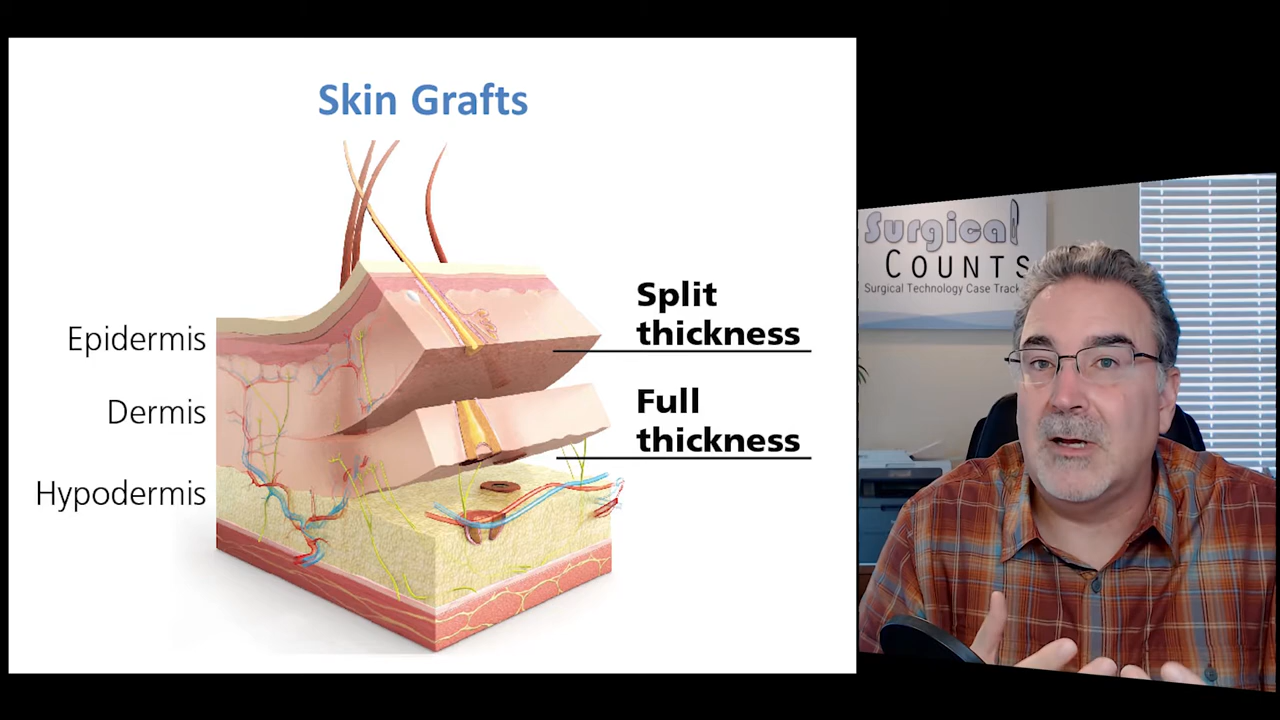 Skin Grafts
Epidermis
Dermis
Hypodermis
Split
thickness
Full
thickness
Surgical
COUNTS
Surgical Technology Case Track